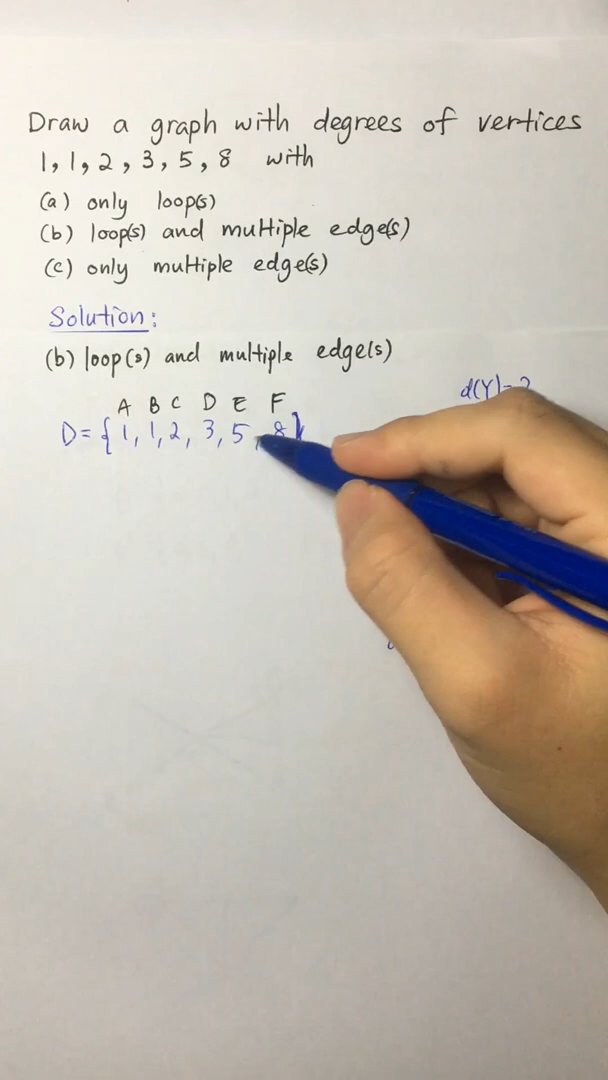 Draw a graph with degrees of vertices
1, 1, 2, 3, 5, 8 with
(a) only loop(s)
(b) loop(s) and multiple edge(s)
(c) only multiple edge(s)
Solution:
(b) loop(s) and multiple edge(s)
A B C D E F
D = { 1, 1, 2, 3, 5, 8 }